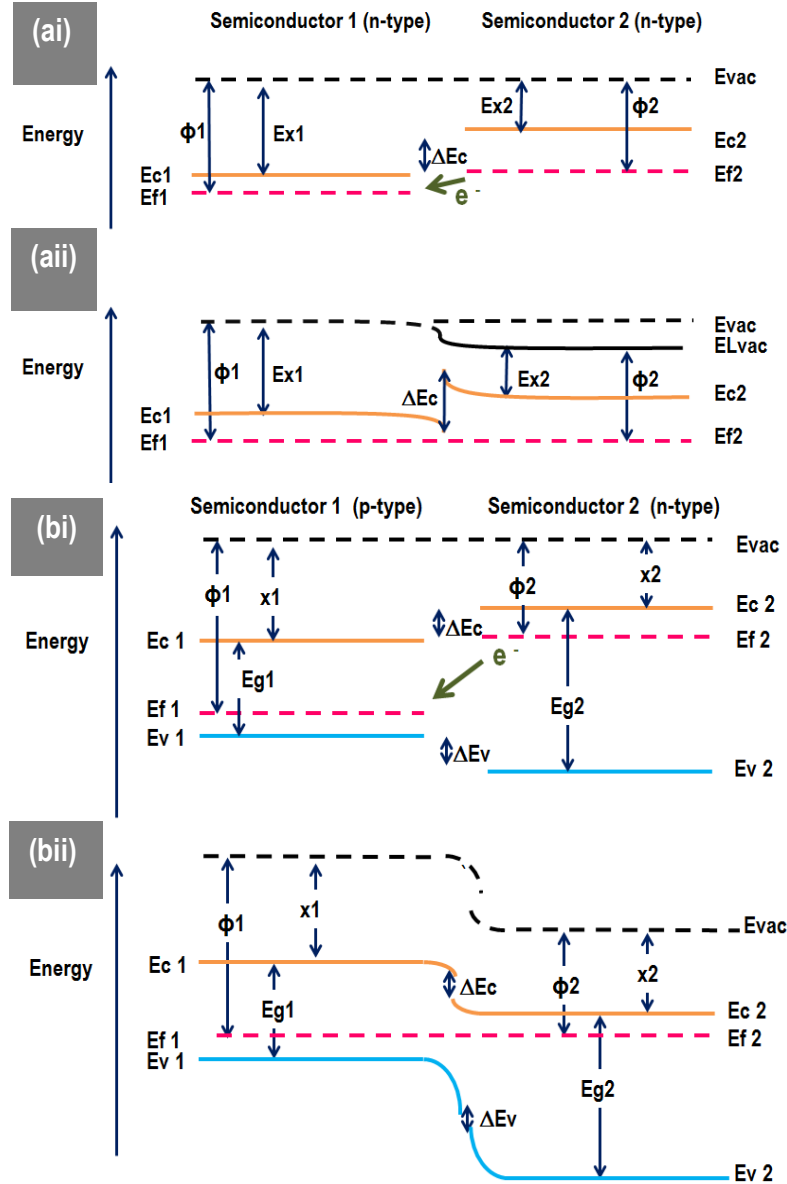 (ai)
Semiconductor 1 (n-type) Semiconductor 2 (n-type)
Evac
Energy
ϕ1
Ex1
Ex2
ϕ2
ΔEc
Ec2
Ec1
Ef1
e -
Ef2
(aii)
Evac
ELvac
Energy
ϕ1
Ex1
ΔEc
Ex2
ϕ2
Ec2
Ec1
Ef1
Ef2
(bi)
Semiconductor 1 (p-type) Semiconductor 2 (n-type)
Evac
ϕ1
x1
ϕ2
x2
Ec 2
ΔEc
Energy
Ec 1
Ef 2
e -
Eg1
Eg2
Ef 1
Ev 1
ΔEv
Ev 2
(bii)
ϕ1
x1
Evac
Energy
Ec 1
ΔEc
ϕ2
x2
Eg1
Ec 2
Ef 1
Ef 2
Ev 1
Eg2
ΔEv
Ev 2